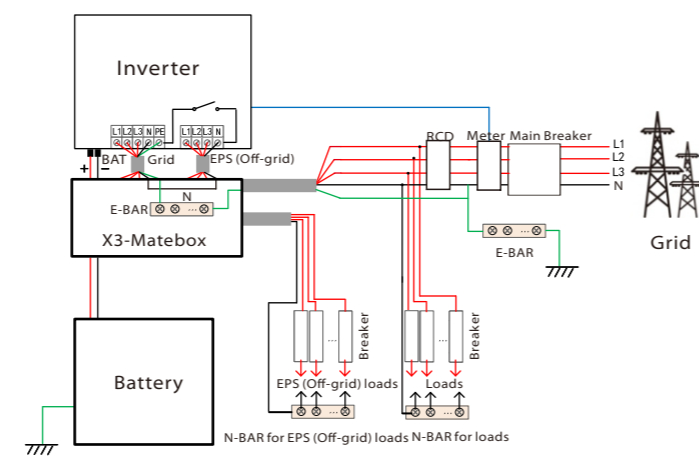 Inverter
L1 L2 L3 N PE
L1 L2 L3 N
BAT Grid EPS (Off-grid)
+ −
RCD Meter Main Breaker
L1
L2
L3
N
N
E-BAR
...
X3-Matebox
...
E-BAR
Grid
...
Breaker
...
Breaker
Battery
EPS (Off-grid) loads
Loads
...
...
N-BAR for EPS (Off-grid) loads
N-BAR for loads